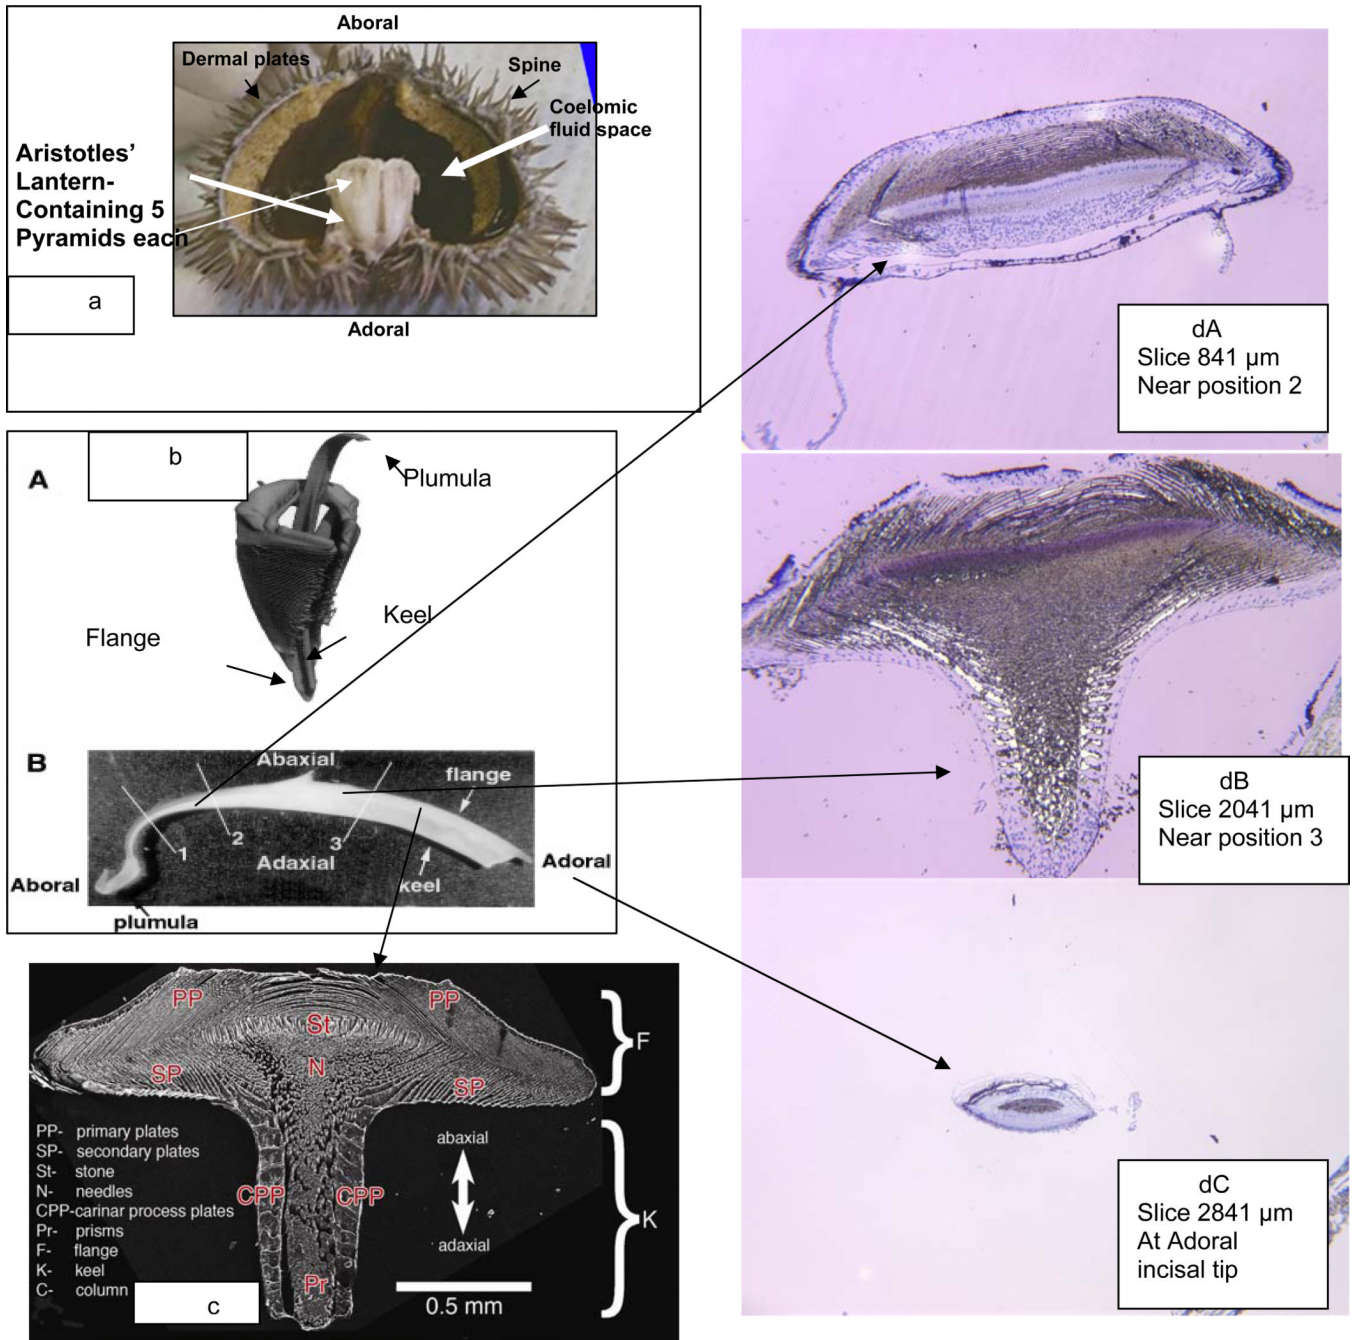 Aboral
Dermal plates
Spine
Coelomic
fluid space
Aristotles’
Lantern-
Containing 5
Pyramids each
a
Adoral
b
A
Plumula
Keel
Flange
B
Abaxial
flange
1
2
3
Adaxial
keel
Aboral
Adoral
plumula
PP
PP
St
N
SP
SP
F
PP- primary plates
SP- secondary plates
St- stone
N- needles
CPP-carinar process plates
Pr- prisms
F- flange
K- keel
C- column
CPP
CPP
Pr
abaxial
adaxial
K
0.5 mm
c
dA
Slice 841 µm
Near position 2
dB
Slice 2041 µm
Near position 3
dC
Slice 2841 µm
At Adoral
incisal tip